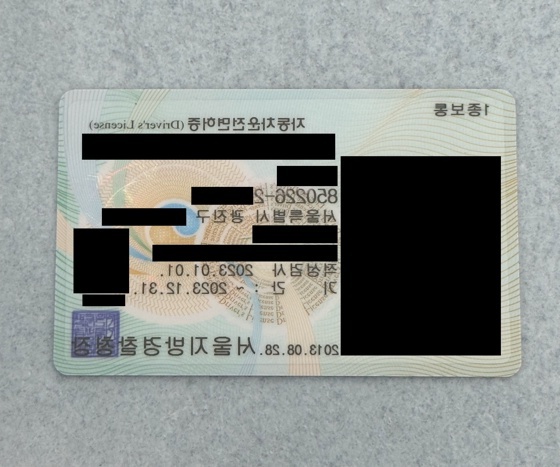 1종보통
자동차운전면허증 (Driver's License)
850226-2
서울특별시 광진구
적성검사 2023.01.01.
기 간 : ~ 2023.12.31.
2013.08.28. 서울지방경찰청장